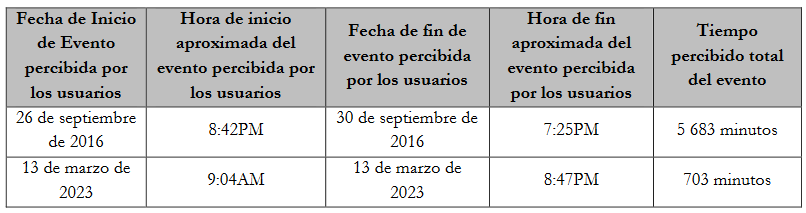 Fecha de Inicio
de Evento
percibida por
los usuarios
Hora de inicio
aproximada del
evento percibida por
los usuarios
Fecha de fin de
evento percibida
por los usuarios
Hora de fin
aproximada del
evento percibida
por los usuarios
Tiempo
percibido total
del evento
26 de septiembre
de 2016
8:42PM
30 de septiembre de
2016
7:25PM
5 683 minutos
13 de marzo de
2023
9:04AM
13 de marzo de
2023
8:47PM
703 minutos